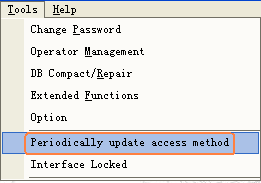 Tools Help
Change Password
Operator Management
DB Compact/Repair
Extended Functions
Option
Periodically update access method
Interface Locked